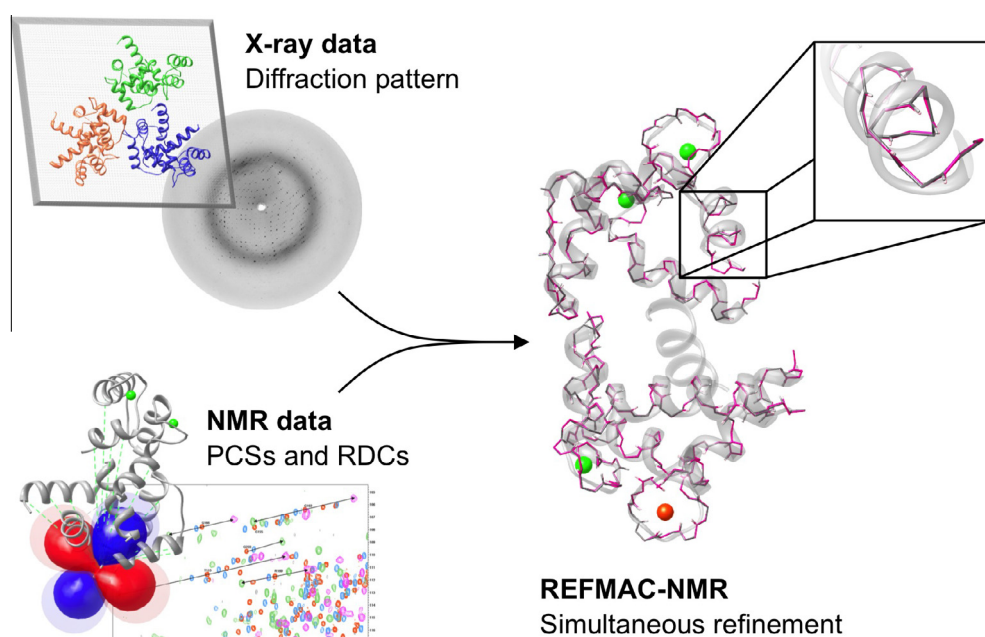 X-ray data
Diffraction pattern
NMR data
PCSs and RDCs
REFMAC-NMR
Simultaneous refinement